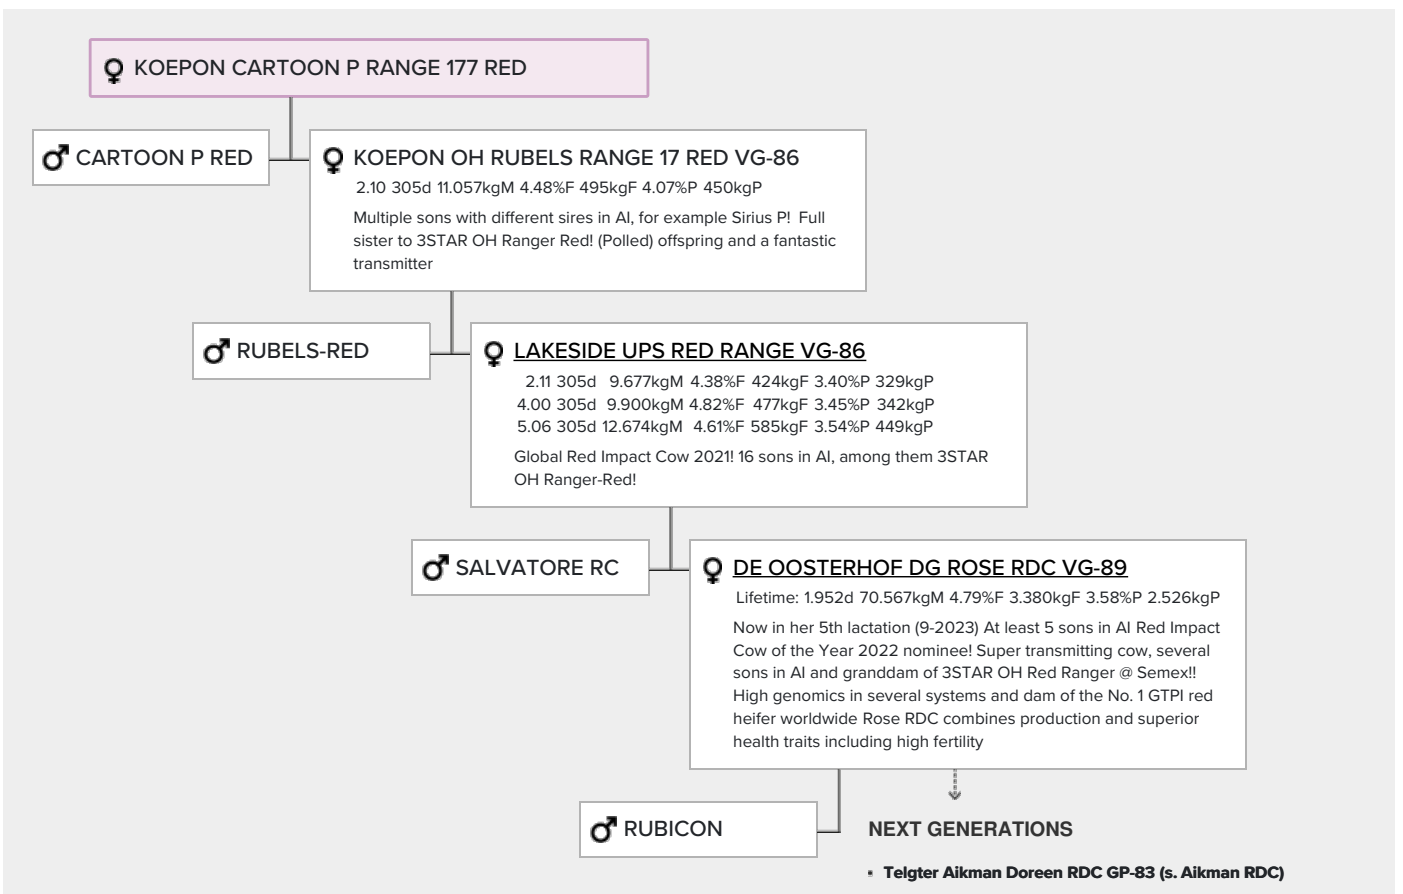 KOEPON CARTOON P RANGE 177 RED
CARTOON P RED
KOEPON OH RUBELS RANGE 17 RED VG-86
2.10 305d 11.057kgM 4.48%F 495kgF 4.07%P 450kgP
Multiple sons with different sires in AI, for example Sirius P! Full
sister to 3STAR OH Ranger Red! (Polled) offspring and a fantastic
transmitter
RUBELS-RED
LAKESIDE UPS RED RANGE VG-86
2.11 305d 9.677kgM 4.38%F 424kgF 3.40%P 329kgP
4.00 305d 9.900kgM 4.82%F 477kgF 3.45%P 342kgP
5.06 305d 12.674kgM 4.61%F 585kgF 3.54%P 449kgP
Global Red Impact Cow 2021! 16 sons in AI, among them 3STAR
OH Ranger-Red!
SALVATORE RC
DE OOSTERHOF DG ROSE RDC VG-89
Lifetime: 1.952d 70.567kgM 4.79%F 3.380kgF 3.58%P 2.526kgP
Now in her 5th lactation (9-2023) At least 5 sons in AI Red Impact
Cow of the Year 2022 nominee! Super transmitting cow, several
sons in AI and granddam of 3STAR OH Red Ranger @ Semex!!
High genomics in several systems and dam of the No. 1 GTPI red
heifer worldwide Rose RDC combines production and superior
health traits including high fertility
RUBICON
NEXT GENERATIONS
Telgter Aikman Doreen RDC GP-83 (s. Aikman RDC)